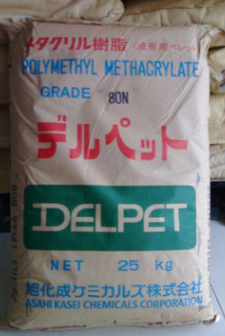 メタクリル樹脂 (成形用ペレット)
POLYMETHYL METHACRYLATE
GRADE 80N
デルペット
DELPET
NET 25 kg
旭化成ケミカルズ株式会社
ASAHI KASEI CHEMICALS CORPORATION